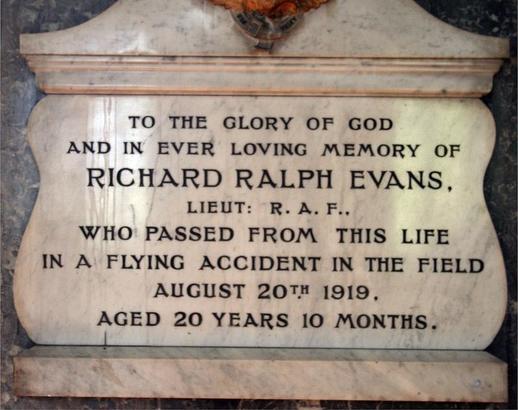 TO THE GLORY OF GOD
AND IN EVER LOVING MEMORY OF
RICHARD RALPH EVANS,
LIEUT: R. A. F.,
WHO PASSED FROM THIS LIFE
IN A FLYING ACCIDENT IN THE FIELD
AUGUST 20TH 1919,
AGED 20 YEARS 10 MONTHS.